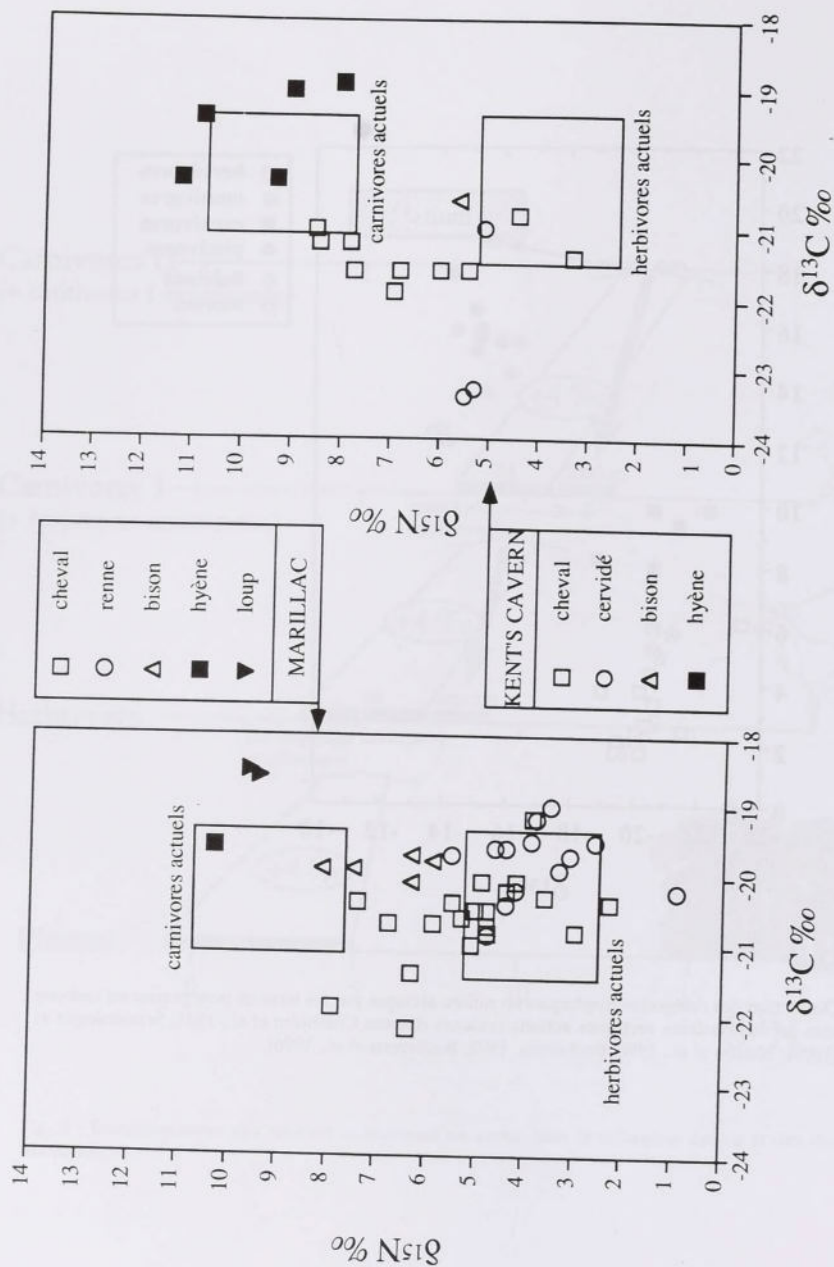 δ15N ‰
14
13
12
11
10
9
8
7
6
5
4
3
2
1
0
-24
-23
-22
-21
-20
-19
-18
δ13C ‰
carnivores actuels
herbivores actuels
cheval
renne
bison
hyène
loup
MARILLAC
KENT'S CAVERN
cheval
cervidé
bison
hyène
δ15N ‰
14
13
12
11
10
9
8
7
6
5
4
3
2
1
0
-24
-23
-22
-21
-20
-19
-18
δ13C ‰
carnivores actuels
herbivores actuels